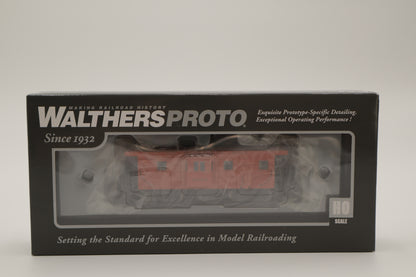 MAKING RAILROAD HISTORY
WALTHERSPROTO
Since 1932
Exquisite Prototype-Specific Detailing.
Exceptional Operating Performance!
HO
SCALE
Setting the Standard for Excellence in Model Railroading